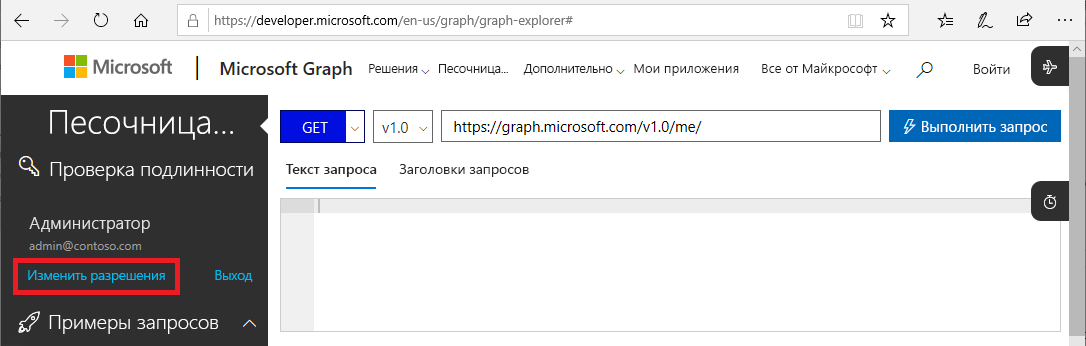 https://developer.microsoft.com/en-us/graph/graph-explorer#
Microsoft Microsoft Graph Решения Песочница... Дополнительно Мои приложения Все от Майкрософт Войти
Песочница...
GET v1.0 https://graph.microsoft.com/v1.0/me/ Выполнить запрос
Проверка подлинности
Текст запроса Заголовки запросов
Администратор
admin@contoso.com
Изменить разрешения Выход
Примеры запросов